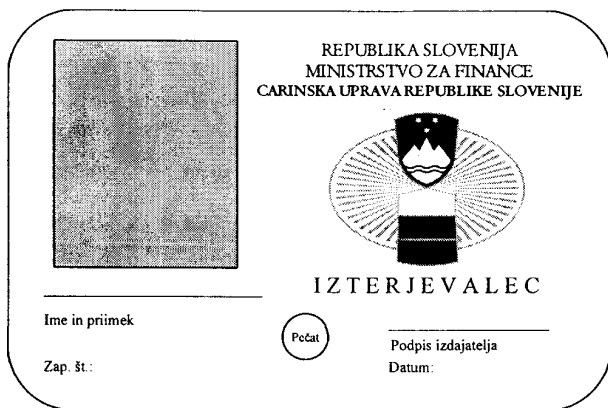 REPUBLIKA SLOVENIJA
MINISTRSTVO ZA FINANCE
CARINSKA UPRAVA REPUBLIKE SLOVENIJE
IZTERJEVALEC
Ime in priimek
Pečat
Podpis izdajatelja
Zap. št.:
Datum: